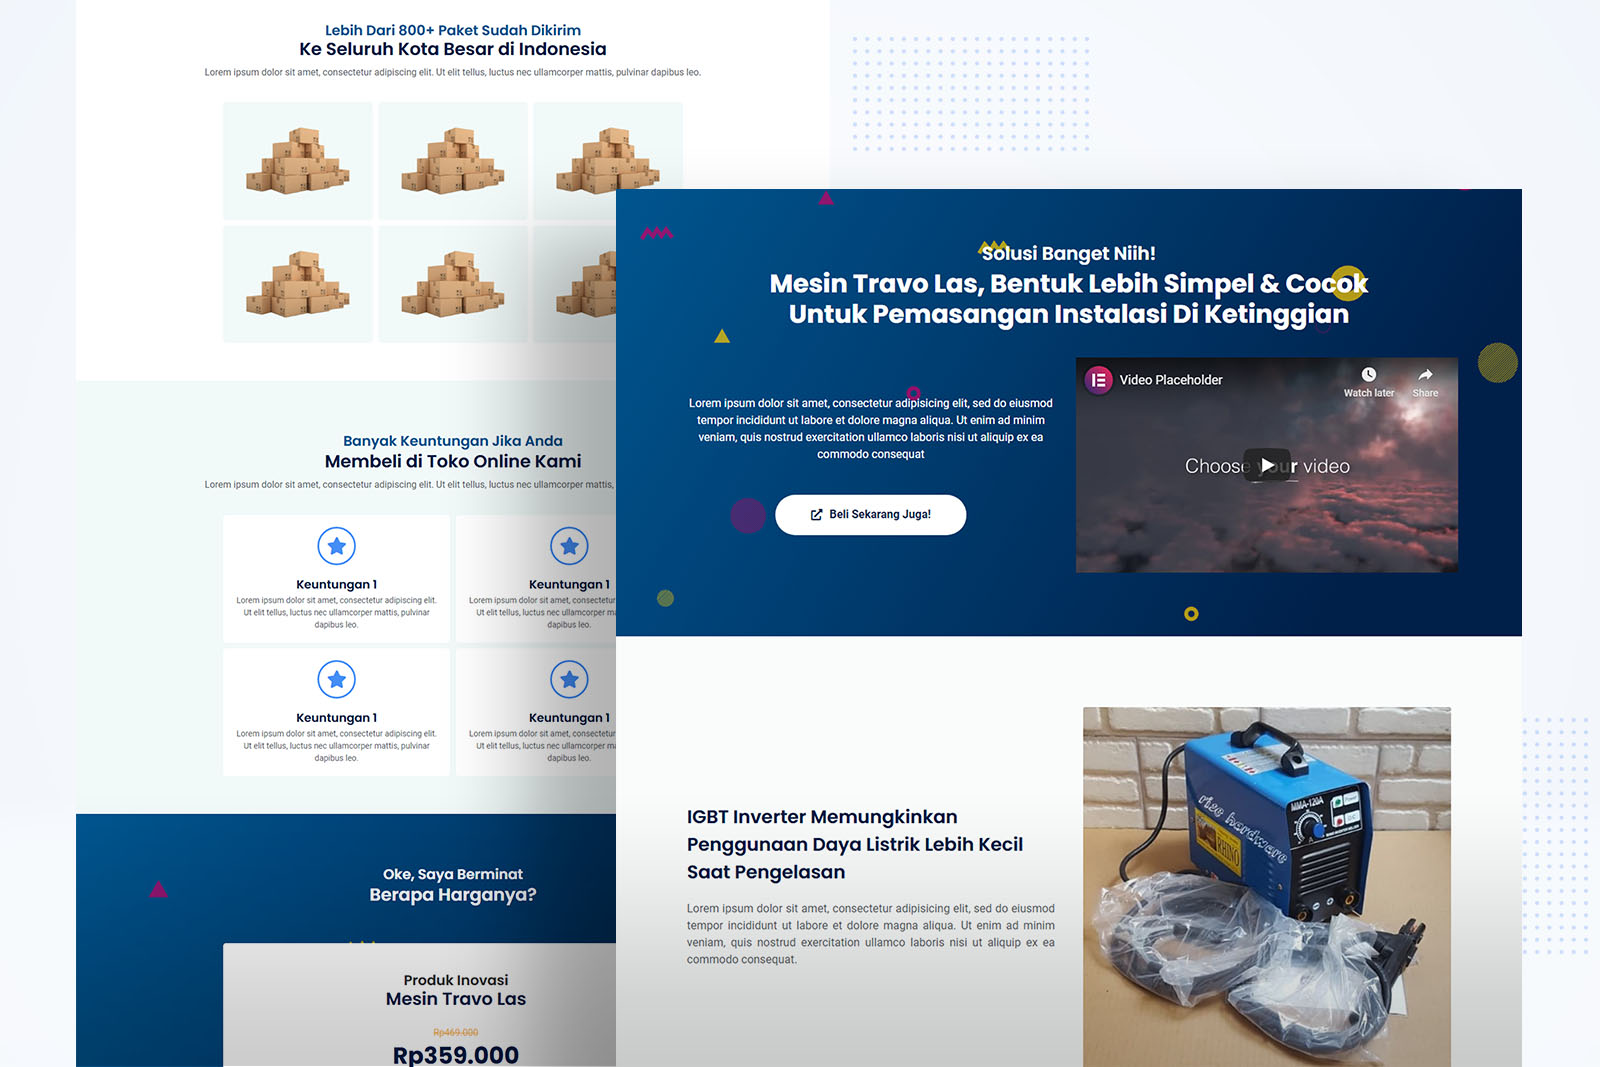 Lebih Dari 800+ Paket Sudah Dikirim
Ke Seluruh Kota Besar di Indonesia
Lorem ipsum dolor sit amet, consectetur adipiscing elit. Ut elit tellus, luctus nec ullamcorper mattis, pulvinar dapibus leo.
Banyak Keuntungan Jika Anda
Membeli di Toko Online Kami
Lorem ipsum dolor sit amet, consectetur adipiscing elit. Ut elit tellus, luctus nec ullamcorper mattis,
Keuntungan 1
Lorem ipsum dolor sit amet, consectetur adipiscing elit.
Ut elit tellus, luctus nec ullamcorper mattis, pulvinar
dapibus leo.
Keuntungan 1
Lorem ipsum dolor sit amet, consectetur
Ut elit tellus, luctus nec ullamcorper
dapibus leo.
Keuntungan 1
Lorem ipsum dolor sit amet, consectetur adipiscing elit.
Ut elit tellus, luctus nec ullamcorper mattis, pulvinar
dapibus leo.
Keuntungan 1
Lorem ipsum dolor sit amet, consectetur
Ut elit tellus, luctus nec ullamcorper
dapibus leo.
Oke, Saya Berminat
Berapa Harganya?
Produk Inovasi
Mesin Travo Las
Rp469.000
Rp359.000
Solusi Banget Niih!
Mesin Travo Las, Bentuk Lebih Simpel & Cocok
Untuk Pemasangan Instalasi Di Ketinggian
Lorem ipsum dolor sit amet, consectetur adipisicing elit, sed do eiusmod
tempor incididunt ut labore et dolore magna aliqua. Ut enim ad minim
veniam, quis nostrud exercitation ullamco laboris nisi ut aliquip ex ea
commodo consequat
Beli Sekarang Juga!
Video Placeholder
Watch later
Share
Choose your video
IGBT Inverter Memungkinkan
Penggunaan Daya Listrik Lebih Kecil
Saat Pengelasan
Lorem ipsum dolor sit amet, consectetur adipisicing elit, sed do eiusmod
tempor incididunt ut labore et dolore magna aliqua. Ut enim ad minim
veniam, quis nostrud exercitation ullamco laboris nisi ut aliquip ex ea
commodo consequat.
MMA-120A
Power
O.C
rizq hardware
RHINO